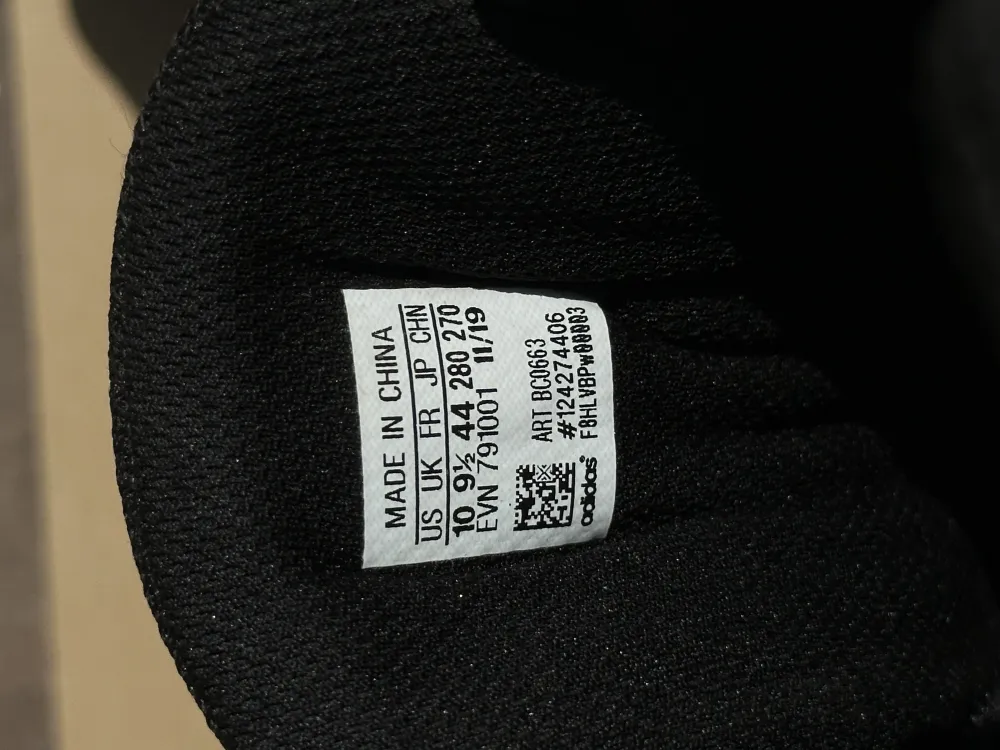 MADE IN CHINA
US UK FR JP CHN
10 9½ 44 280 270
EVN 791001 11/19
ART BC0663
#124274406
F8HLVBPW00003
adidas